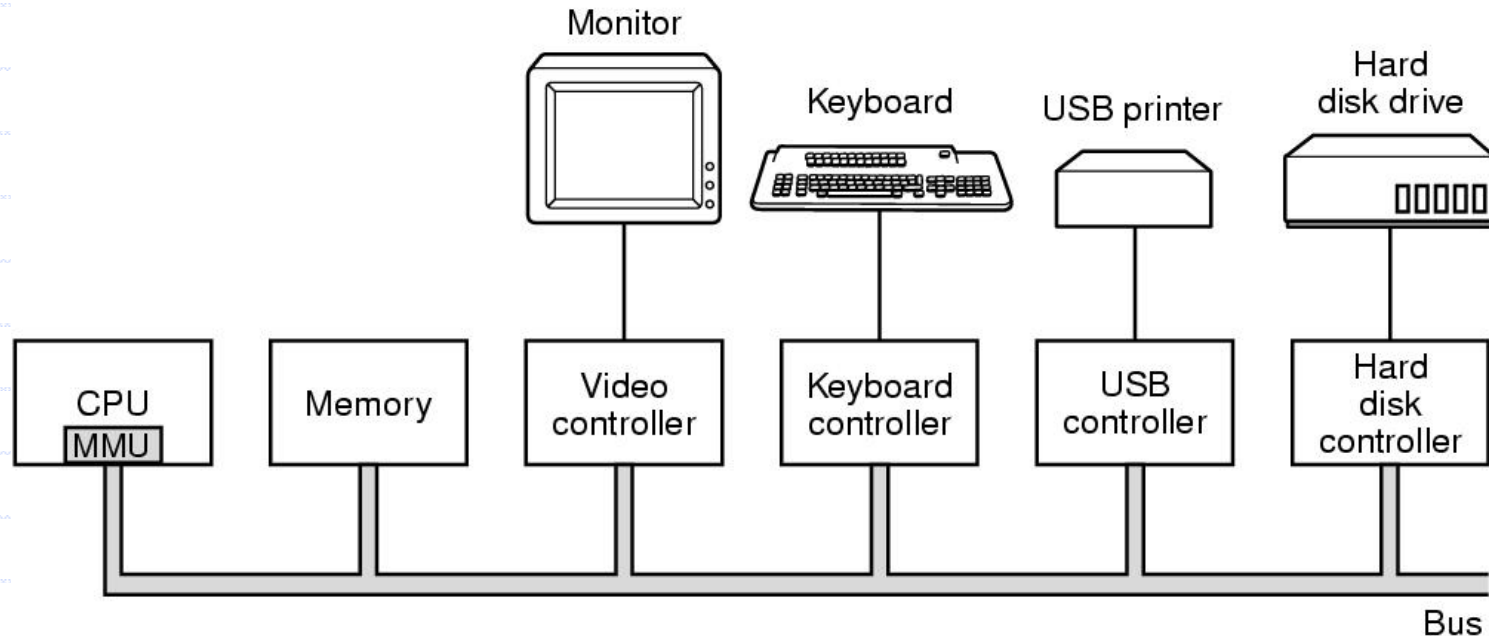 Monitor
Keyboard
USB printer
Hard
disk drive
CPU
MMU
Memory
Video
controller
Keyboard
controller
USB
controller
Hard
disk
controller
Bus